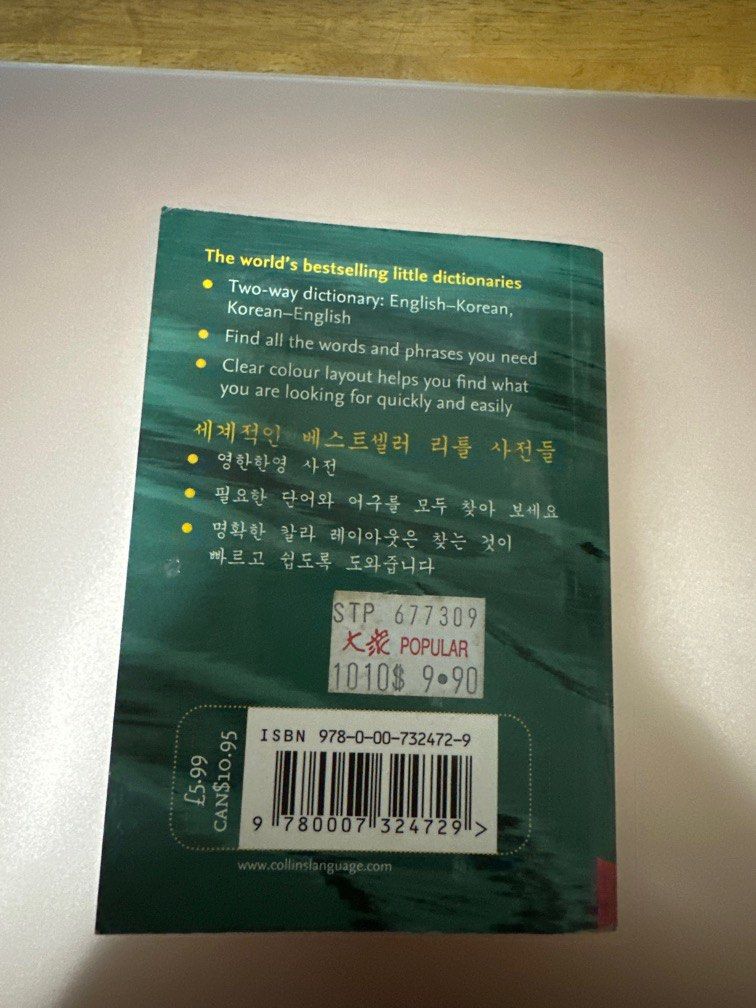 The world's bestselling little dictionaries
• Two-way dictionary: English–Korean,
Korean–English
• Find all the words and phrases you need
• Clear colour layout helps you find what
you are looking for quickly and easily
세계적인 베스트셀러 리틀 사전들
• 영한한영 사전
• 필요한 단어와 어구를 모두 찾아 보세요
• 명확한 칼라 레이아웃은 찾는 것이
빠르고 쉽도록 도와줍니다
STP 677309
大衆 POPULAR
1010$ 9•90
£5.99
CAN$10.95
ISBN 978-0-00-732472-9
9 780007 324729 >
www.collinslanguage.com